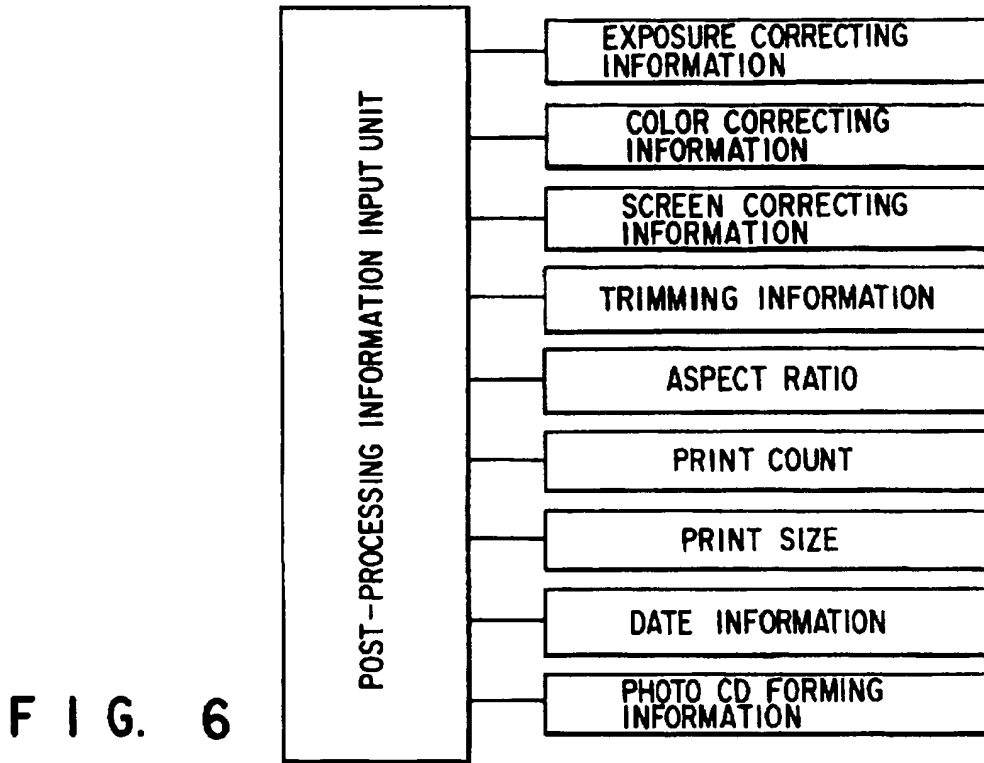 POST-PROCESSING INFORMATION INPUT UNIT
EXPOSURE CORRECTING
INFORMATION
COLOR CORRECTING
INFORMATION
SCREEN CORRECTING
INFORMATION
TRIMMING INFORMATION
ASPECT RATIO
PRINT COUNT
PRINT SIZE
DATE INFORMATION
PHOTO CD FORMING
INFORMATION
FIG. 6